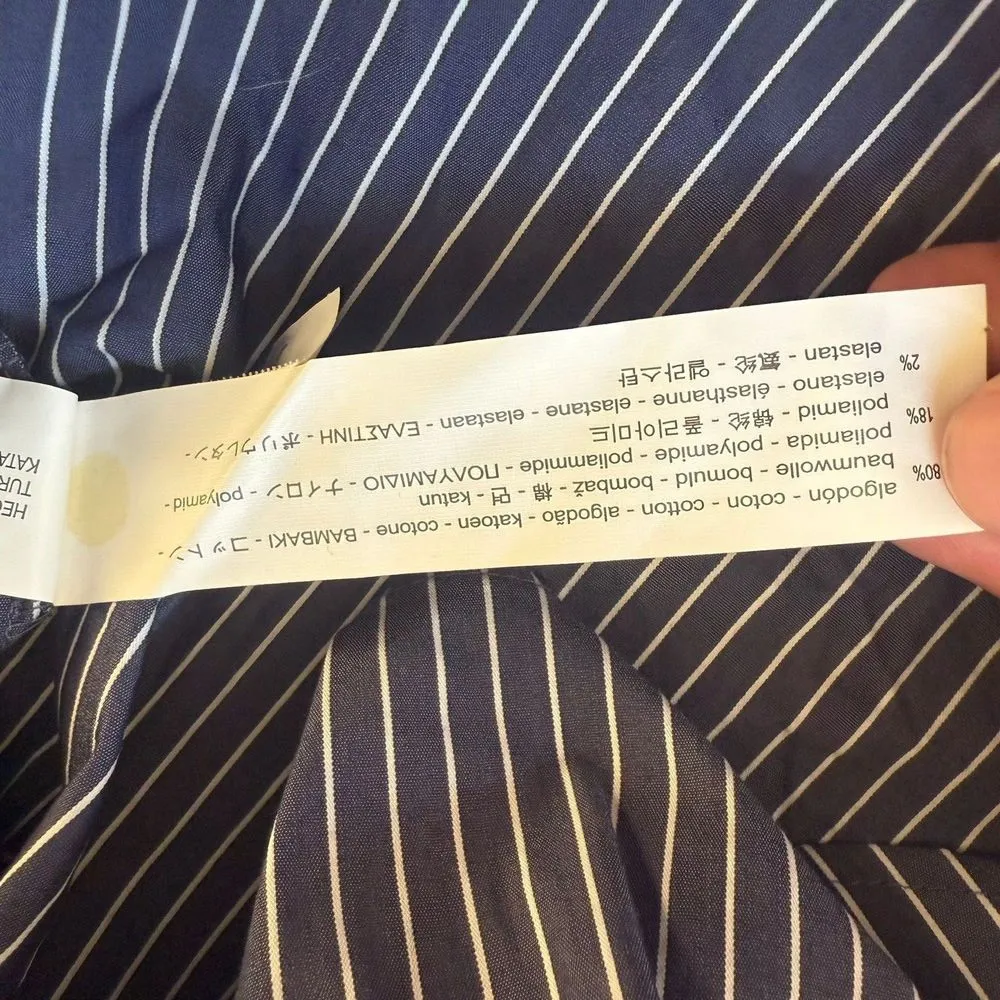 80% algodón - coton - cotton - algodão - katoen - cotone - ΒΑΜΒΑΚΙ - コットン -
baumwolle - bomuld - bombaž - 棉 - 면 - katun
18% poliamida - polyamide - poliammide - ΠΟΛΥΑΜΙΔΙΟ - ナイロン - polyamid -
poliamid - 锦纶 - 폴리아미드
2% elastano - élasthanne - elastane - elastaan - ΕΛΑΣΤΙΝΗ - ポリウレタン -
elastan - 氨纶 - 엘라스탄